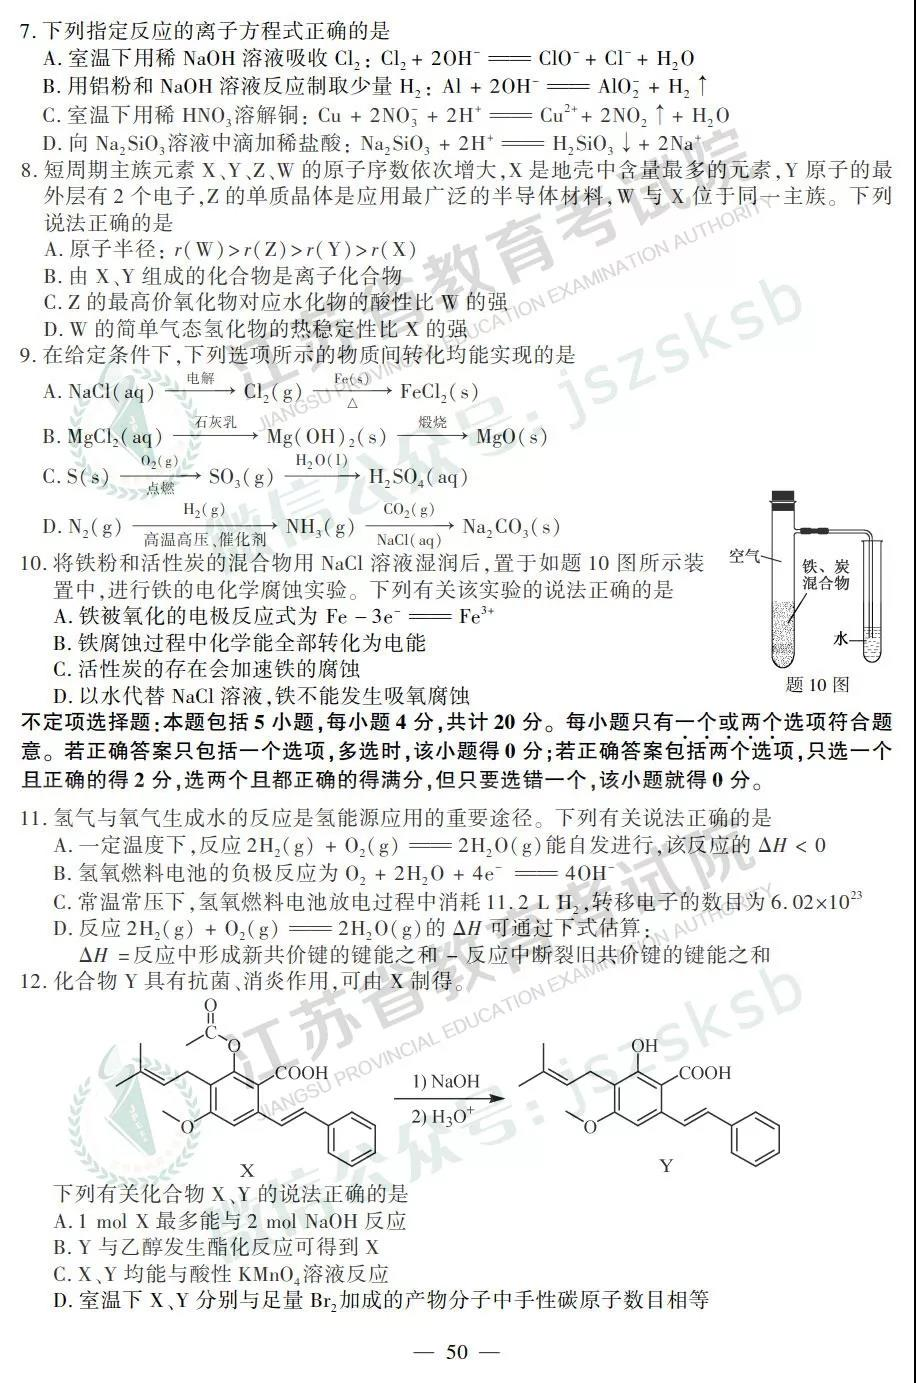 7. 下列指定反应的离子方程式正确的是
A. 室温下用稀 NaOH 溶液吸收 Cl₂: Cl₂ + 2OH⁻ ══ ClO⁻ + Cl⁻ + H₂O
B. 用铝粉和 NaOH 溶液反应制取少量 H₂: Al + 2OH⁻ ══ AlO₂⁻ + H₂↑
C. 室温下用稀 HNO₃溶解铜: Cu + 2NO₃⁻ + 2H⁺ ══ Cu²⁺ + 2NO₂↑ + H₂O
D. 向 Na₂SiO₃溶液中滴加稀盐酸: Na₂SiO₃ + 2H⁺ ══ H₂SiO₃↓ + 2Na⁺
8. 短周期主族元素 X、Y、Z、W 的原子序数依次增大,X 是地壳中含量最多的元素,Y 原子的最
外层有 2 个电子,Z 的单质晶体是应用最广泛的半导体材料,W 与 X 位于同一主族。下列
说法正确的是
A. 原子半径: r(W)>r(Z)>r(Y)>r(X)
B. 由 X、Y 组成的化合物是离子化合物
C. Z 的最高价氧化物对应水化物的酸性比 W 的强
D. W 的简单气态氢化物的热稳定性比 X 的强
9. 在给定条件下,下列选项所示的物质间转化均能实现的是
A. NaCl(aq) —电解→ Cl₂(g) —Fe(s) △→ FeCl₂(s)
B. MgCl₂(aq) —石灰乳→ Mg(OH)₂(s) —煅烧→ MgO(s)
C. S(s) —O₂(g) 点燃→ SO₃(g) —H₂O(l)→ H₂SO₄(aq)
D. N₂(g) —H₂(g) 高温高压、催化剂→ NH₃(g) —CO₂(g) NaCl(aq)→ Na₂CO₃(s)
10. 将铁粉和活性炭的混合物用 NaCl 溶液湿润后,置于如题 10 图所示装
置中,进行铁的电化学腐蚀实验。下列有关该实验的说法正确的是
A. 铁被氧化的电极反应式为 Fe − 3e⁻ ══ Fe³⁺
B. 铁腐蚀过程中化学能全部转化为电能
C. 活性炭的存在会加速铁的腐蚀
D. 以水代替 NaCl 溶液,铁不能发生吸氧腐蚀
空气
铁、炭
混合物
水
题 10 图
不定项选择题:本题包括 5 小题,每小题 4 分,共计 20 分。每小题只有一个或两个选项符合题
意。若正确答案只包括一个选项,多选时,该小题得 0 分;若正确答案包括两个选项,只选一个
且正确的得 2 分,选两个且都正确的得满分,但只要选错一个,该小题就得 0 分。
11. 氢气与氧气生成水的反应是氢能源应用的重要途径。下列有关说法正确的是
A. 一定温度下,反应 2H₂(g) + O₂(g) ══ 2H₂O(g)能自发进行,该反应的 ΔH < 0
B. 氢氧燃料电池的负极反应为 O₂ + 2H₂O + 4e⁻ ══ 4OH⁻
C. 常温常压下,氢氧燃料电池放电过程中消耗 11.2 L H₂,转移电子的数目为 6.02×10²³
D. 反应 2H₂(g) + O₂(g) ══ 2H₂O(g)的 ΔH 可通过下式估算:
ΔH =反应中形成新共价键的键能之和 − 反应中断裂旧共价键的键能之和
12. 化合物 Y 具有抗菌、消炎作用,可由 X 制得。
O
C
O
COOH
O
X
1) NaOH
2) H₃O⁺
OH
COOH
O
Y
下列有关化合物 X、Y 的说法正确的是
A. 1 mol X 最多能与 2 mol NaOH 反应
B. Y 与乙醇发生酯化反应可得到 X
C. X、Y 均能与酸性 KMnO₄溶液反应
D. 室温下 X、Y 分别与足量 Br₂加成的产物分子中手性碳原子数目相等
— 50 —
江苏省教育考试院
JIANGSU PROVINCIAL EDUCATION EXAMINATION AUTHORITY
微信公众号: jszsksb
江苏省教育考试院
JIANGSU PROVINCIAL EDUCATION EXAMINATION AUTHORITY
微信公众号: jszsksb